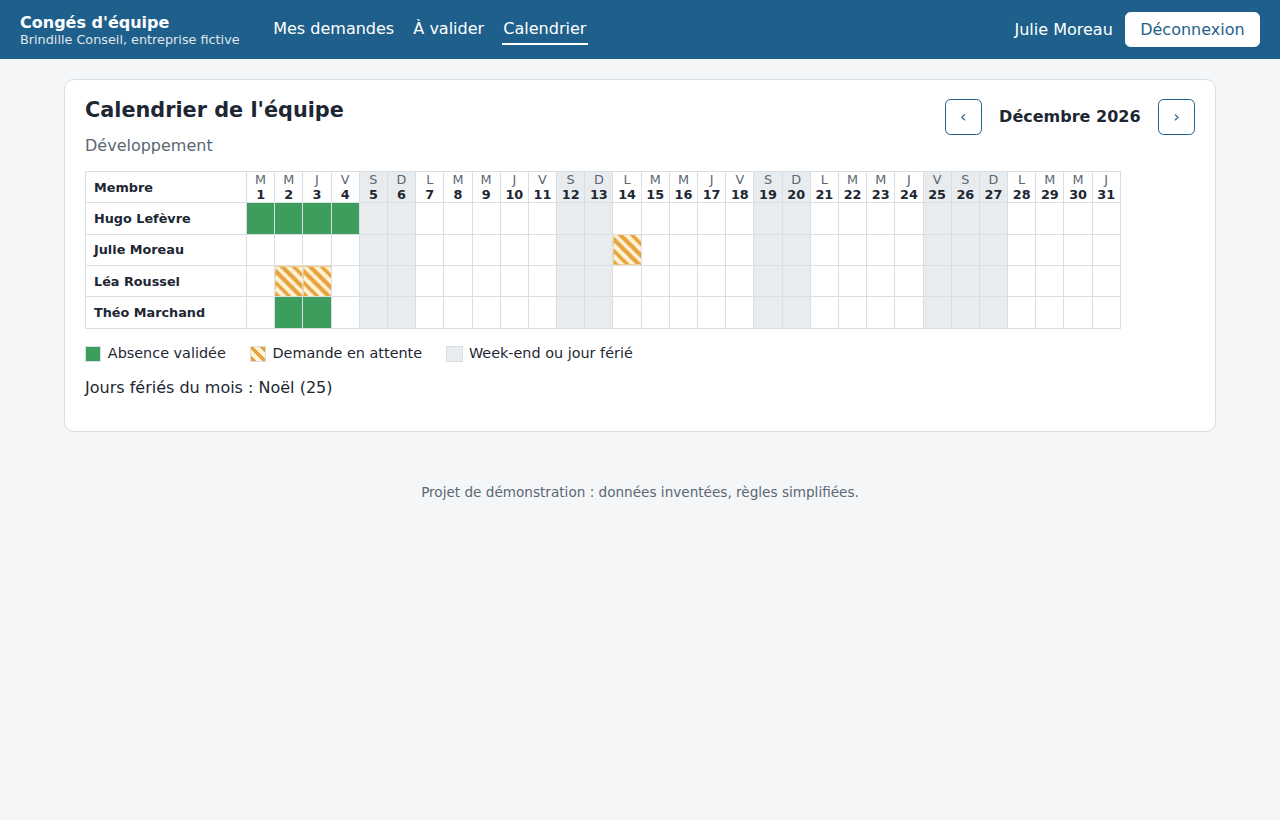 Congés d'équipe
Brindille Conseil, entreprise fictive
Mes demandes À valider Calendrier
Julie Moreau Déconnexion
Calendrier de l'équipe
‹ Décembre 2026 ›
Développement
Membre
M M J V S D L M M J V S D L M M J V S D L M M J V S D L M M J
1 2 3 4 5 6 7 8 9 10 11 12 13 14 15 16 17 18 19 20 21 22 23 24 25 26 27 28 29 30 31
Hugo Lefèvre
Julie Moreau
Léa Roussel
Théo Marchand
Absence validée Demande en attente Week-end ou jour férié
Jours fériés du mois : Noël (25)
Projet de démonstration : données inventées, règles simplifiées.